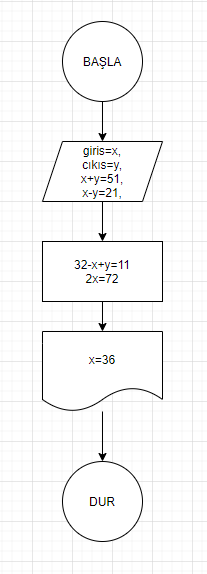 BAŞLA
giris=x,
cıkıs=y,
x+y=51,
x-y=21,
32-x+y=11
2x=72
x=36
DUR